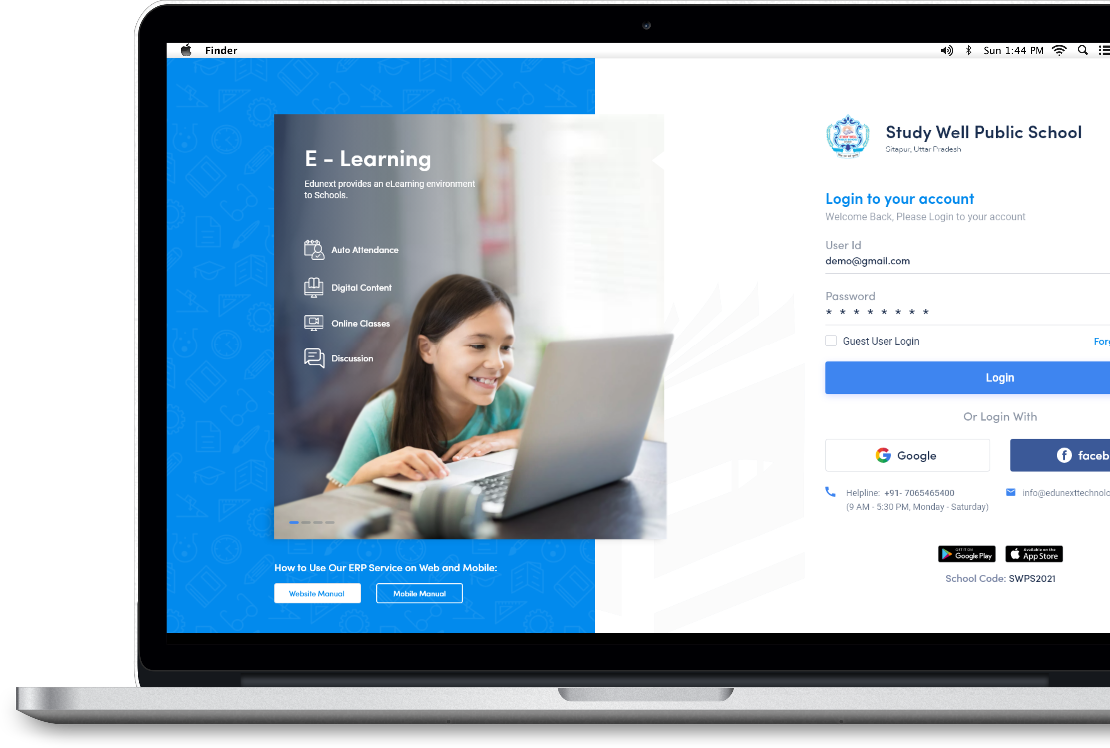 Finder
Sun 1:44 PM
E - Learning
Edunext provides an eLearning environment
to Schools.
Auto Attendance
Digital Content
Online Classes
Discussion
How to Use Our ERP Service on Web and Mobile:
Website Manual
Mobile Manual
Study Well Public School
Sitapur, Uttar Pradesh
Login to your account
Welcome Back, Please Login to your account
User Id
demo@gmail.com
Password
* * * * * * * *
Guest User Login
Forg
Login
Or Login With
Google
faceb
Helpline: +91- 7065465400
info@edunexttechnolo
(9 AM - 5:30 PM, Monday - Saturday)
GET IT ON
Google Play
Available on the
App Store
School Code: SWPS2021